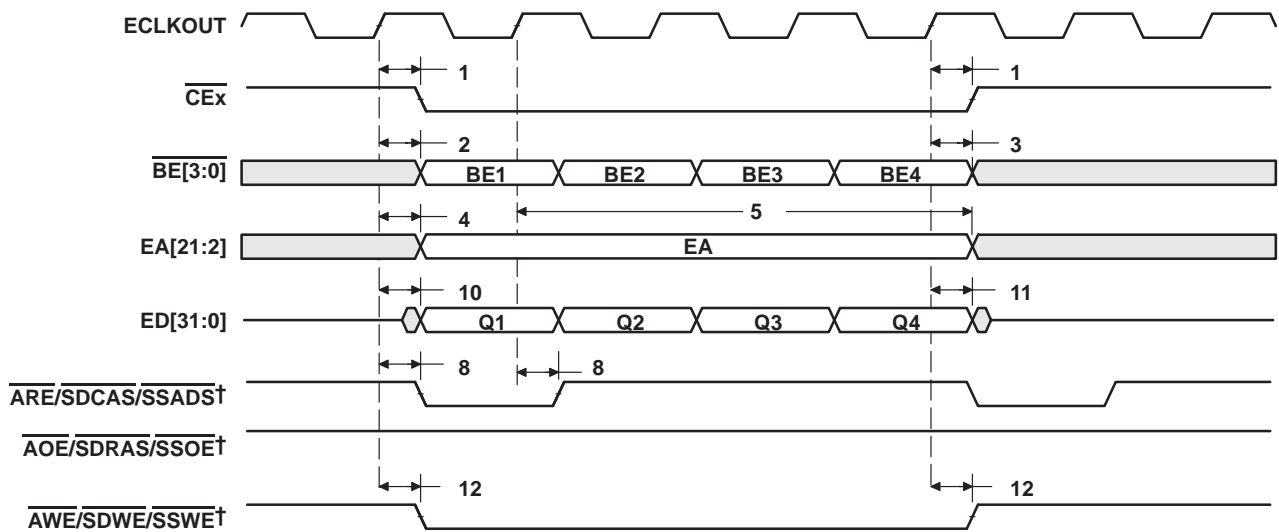 ECLKOUT
1 1
CEx
2 3
BE[3:0] BE1 BE2 BE3 BE4
4 5
EA[21:2] EA
10 11
ED[31:0] Q1 Q2 Q3 Q4
8 8
ARE/SDCAS/SSADS†
AOE/SDRAS/SSOE†
12 12
AWE/SDWE/SSWE†